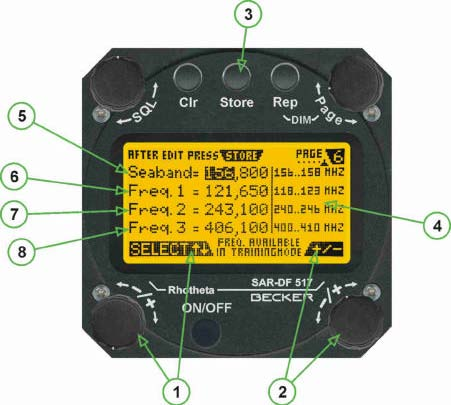 3
Clr Store Rep
SQL DIM Page
5
AFTER EDIT PRESS STORE PAGE 6
Seaband= 156,800 156..158 MHZ
6 Freq. 1 = 121,650 118..123 MHZ
7 Freq. 2 = 243,100 240..246 MHZ 4
8 Freq. 3 = 406,100 400..410 MHZ
SELECT FREQ. AVAILABLE +/-
IN TRAININGMODE
Rhotheta SAR-DF 517
-/+ ON/OFF BECKER -/+
1 2